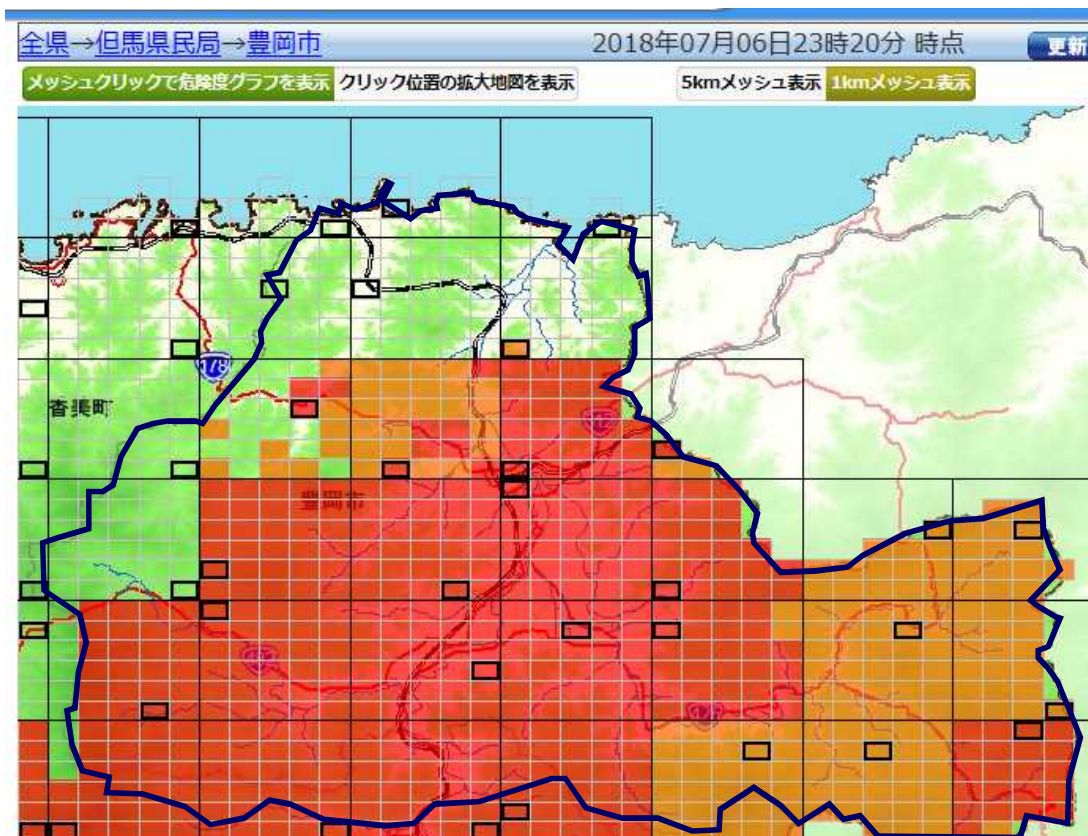 全県→但馬県民局→豊岡市 2018年07月06日23時20分 時点 更新
メッシュクリックで危険度グラフを表示 クリック位置の拡大地図を表示 5kmメッシュ表示 1kmメッシュ表示
178
香美町
豊岡市